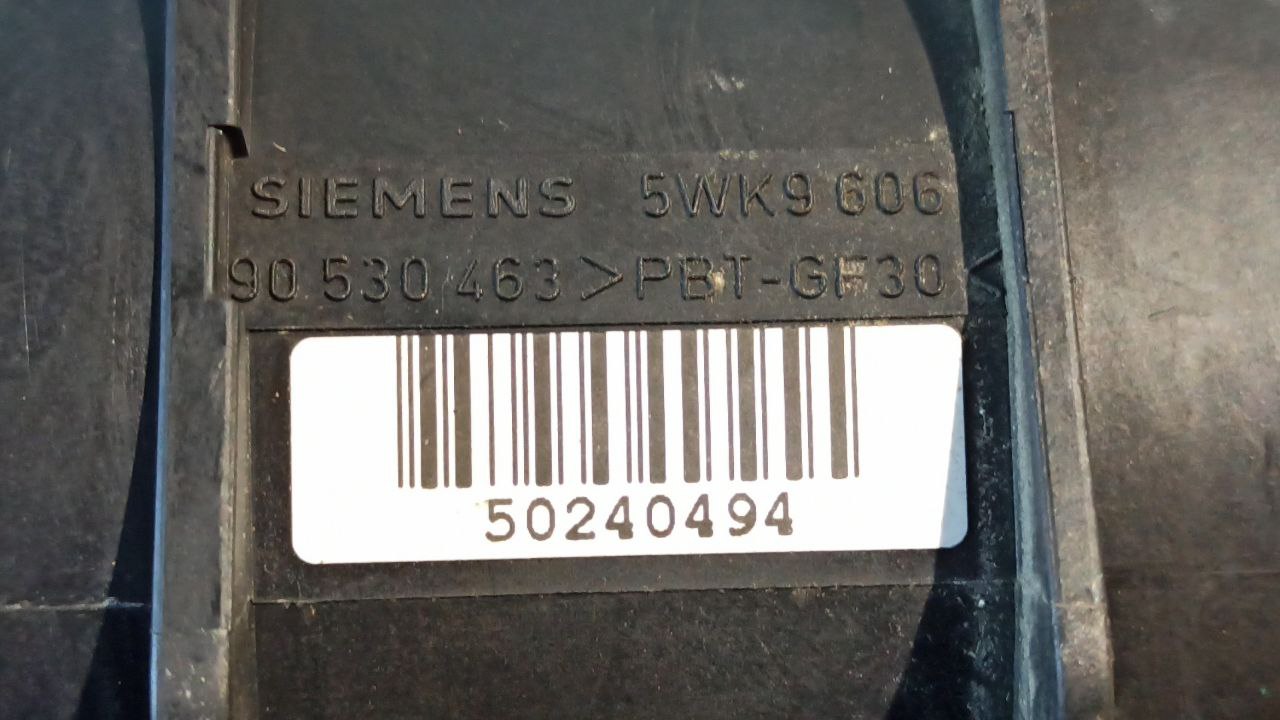 SIEMENS 5WK9 606
90 530 463 >PBT-GF30<
50240494